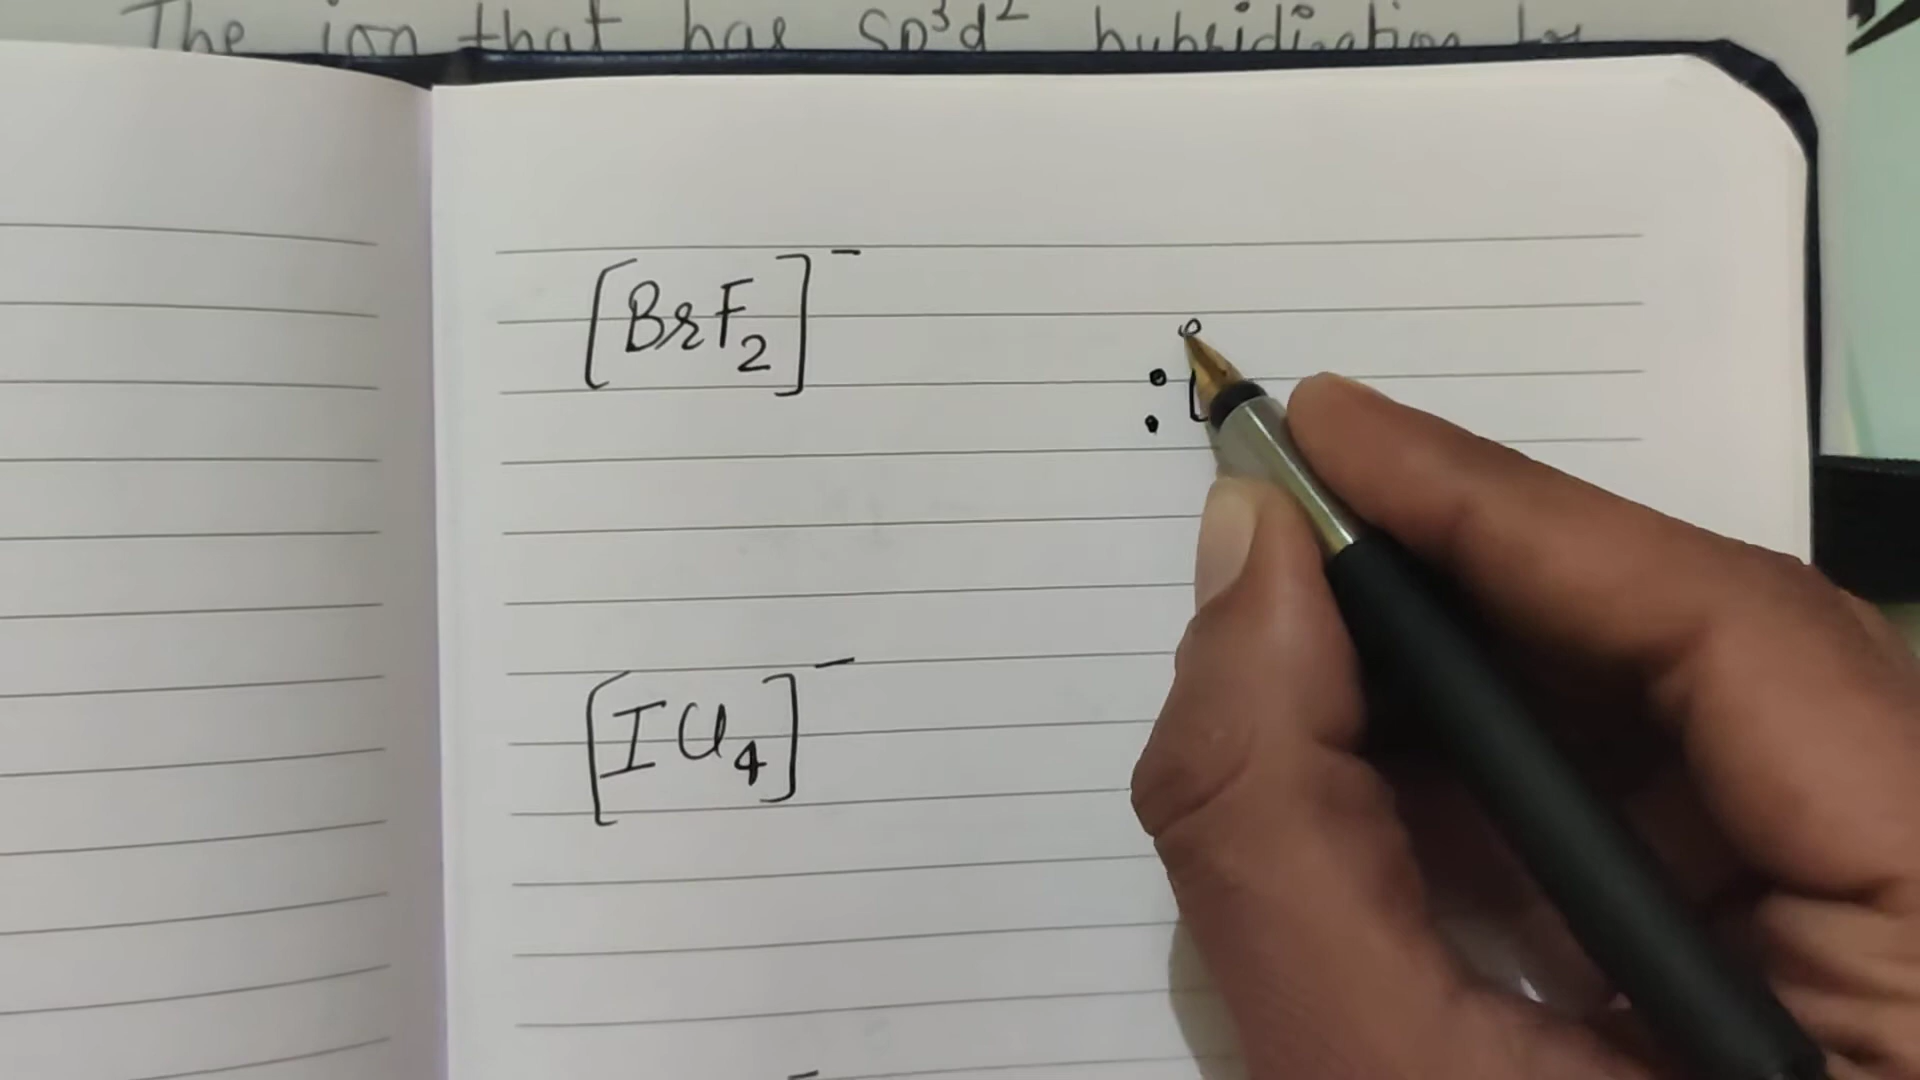 The ion that has sp³d² hybridization for
[BrF₂]⁻
[ICl₄]⁻